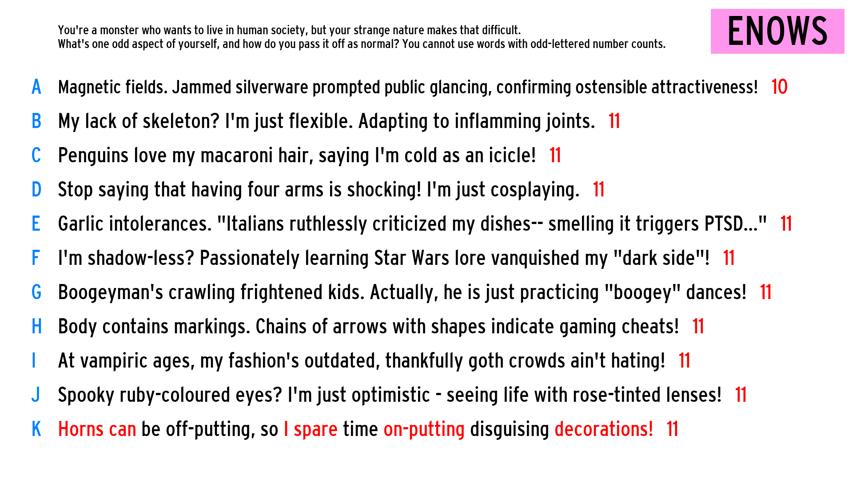 You're a monster who wants to live in human society, but your strange nature makes that difficult.
What's one odd aspect of yourself, and how do you pass it off as normal? You cannot use words with odd-lettered number counts.
ENOWS
A Magnetic fields. Jammed silverware prompted public glancing, confirming ostensible attractiveness! 10
B My lack of skeleton? I'm just flexible. Adapting to inflamming joints. 11
C Penguins love my macaroni hair, saying I'm cold as an icicle! 11
D Stop saying that having four arms is shocking! I'm just cosplaying. 11
E Garlic intolerances. "Italians ruthlessly criticized my dishes-- smelling it triggers PTSD..." 11
F I'm shadow-less? Passionately learning Star Wars lore vanquished my "dark side"! 11
G Boogeyman's crawling frightened kids. Actually, he is just practicing "boogey" dances! 11
H Body contains markings. Chains of arrows with shapes indicate gaming cheats! 11
I At vampiric ages, my fashion's outdated, thankfully goth crowds ain't hating! 11
J Spooky ruby-coloured eyes? I'm just optimistic - seeing life with rose-tinted lenses! 11
K Horns can be off-putting, so I spare time on-putting disguising decorations! 11